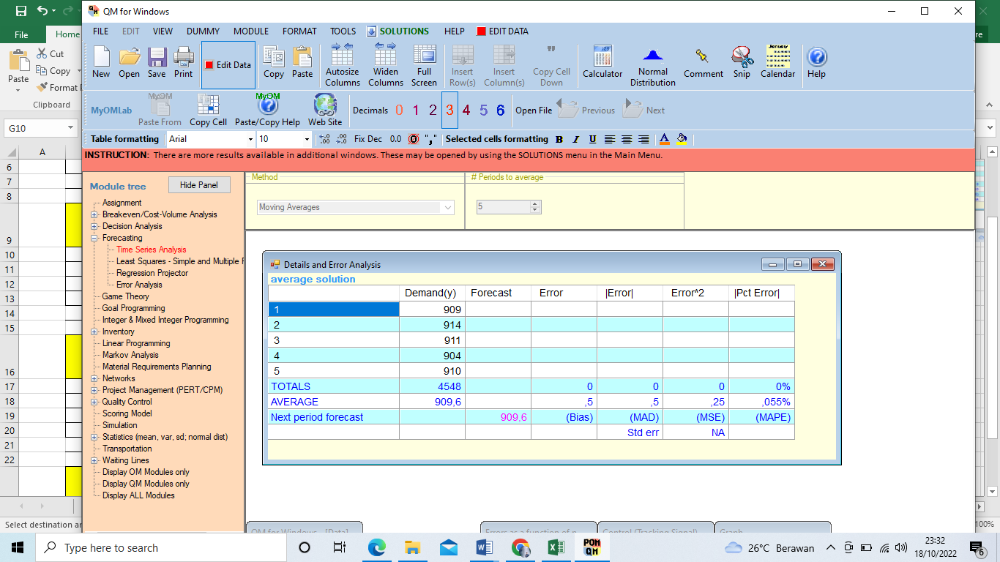 QM for Windows
File Home re
FILE EDIT VIEW DUMMY MODULE FORMAT TOOLS SOLUTIONS HELP EDIT DATA
Paste Cut Copy Format
Clipboard
New Open Save Print Edit Data Copy Paste Autosize Columns Widen Columns Full Screen Insert Row(s) Insert Column(s) Copy Cell Down Calculator Normal Distribution Comment Snip Calendar Help
MyOMLab MyOM Paste From Copy Cell MyOM Paste/Copy Help Web Site Decimals 0 1 2 3 4 5 6 Open File Previous Next
G10
Table formatting Arial 10 Fix Dec 0.0 "," Selected cells formatting B I U A
INSTRUCTION: There are more results available in additional windows. These may be opened by using the SOLUTIONS menu in the Main Menu.
A
6
7
8
9
10
11
12
13
14
15
16
17
18
19
20
21
22
Module tree Hide Panel
Assignment
Breakeven/Cost-Volume Analysis
Decision Analysis
Forecasting
Time Series Analysis
Least Squares - Simple and Multiple R
Regression Projector
Error Analysis
Game Theory
Goal Programming
Integer & Mixed Integer Programming
Inventory
Linear Programming
Markov Analysis
Material Requirements Planning
Networks
Project Management (PERT/CPM)
Quality Control
Scoring Model
Simulation
Statistics (mean, var, sd; normal dist)
Transportation
Waiting Lines
Display OM Modules only
Display QM Modules only
Display ALL Modules
Method # Periods to average
Moving Averages 5
Details and Error Analysis
average solution
Demand(y) Forecast Error |Error| Error^2 |Pct Error|
1 909
2 914
3 911
4 904
5 910
TOTALS 4548 0 0 0 0%
AVERAGE 909,6 ,5 ,5 ,25 ,055%
Next period forecast 909,6 (Bias) (MAD) (MSE) (MAPE)
Std err NA
QM for Windows - [Data] Errors as a function of n Control (Tracking Signal) Graph
Select destination an 100%
Type here to search POM QM 26°C Berawan 23:32
18/10/2022 6